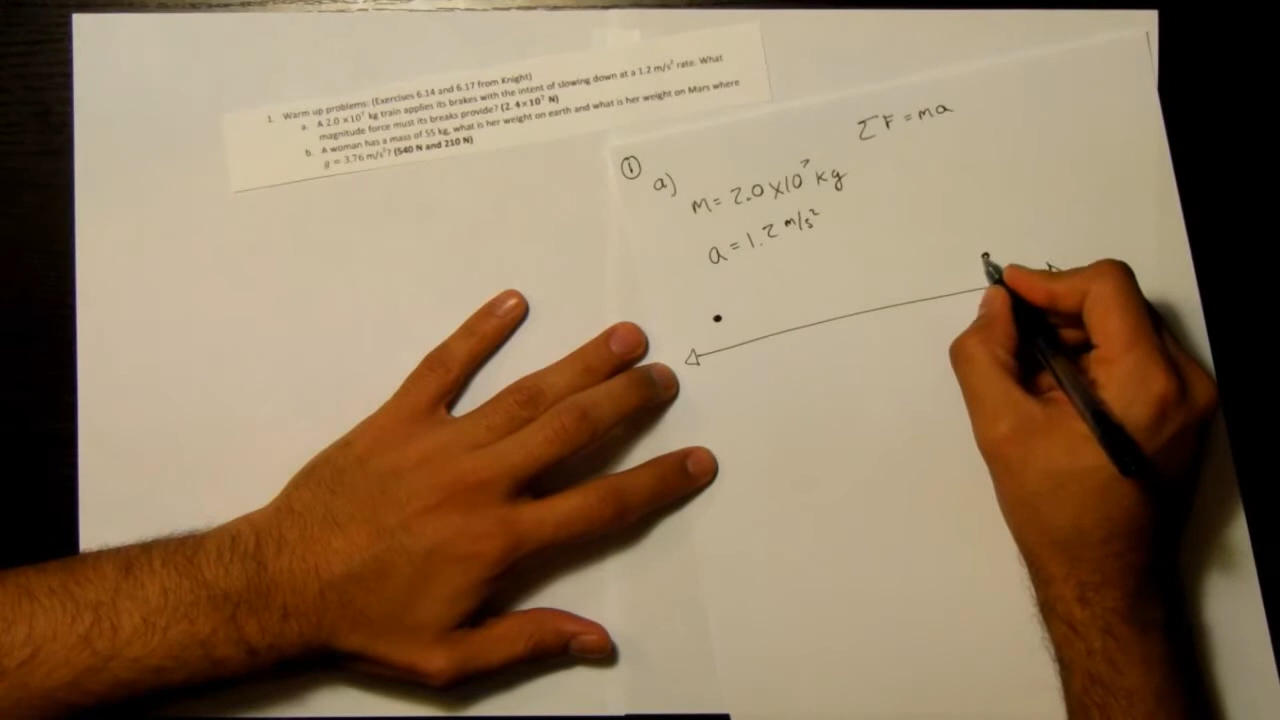 1. Warm up problems: (Exercises 6.14 and 6.17 from Knight)
a. A 2.0 ×10⁷ kg train applies its brakes with the intent of slowing down at a 1.2 m/s² rate. What
magnitude force must its breaks provide? (2.4×10⁷ N)
b. A woman has a mass of 55 kg, what is her weight on earth and what is her weight on Mars where
g = 3.76 m/s²? (540 N and 210 N)
① a)
ΣF = ma
m = 2.0 X10⁷ kg
a = 1.2 m/s²